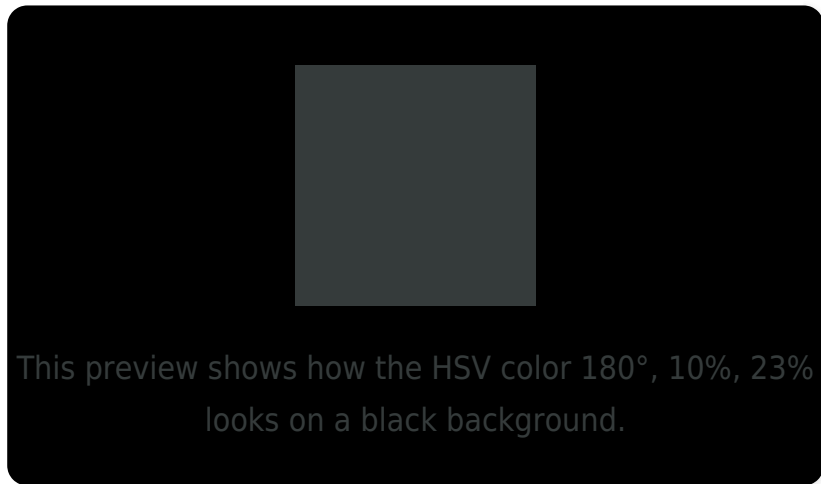 This preview shows how the HSV color 180°, 10%, 23%
looks on a black background.